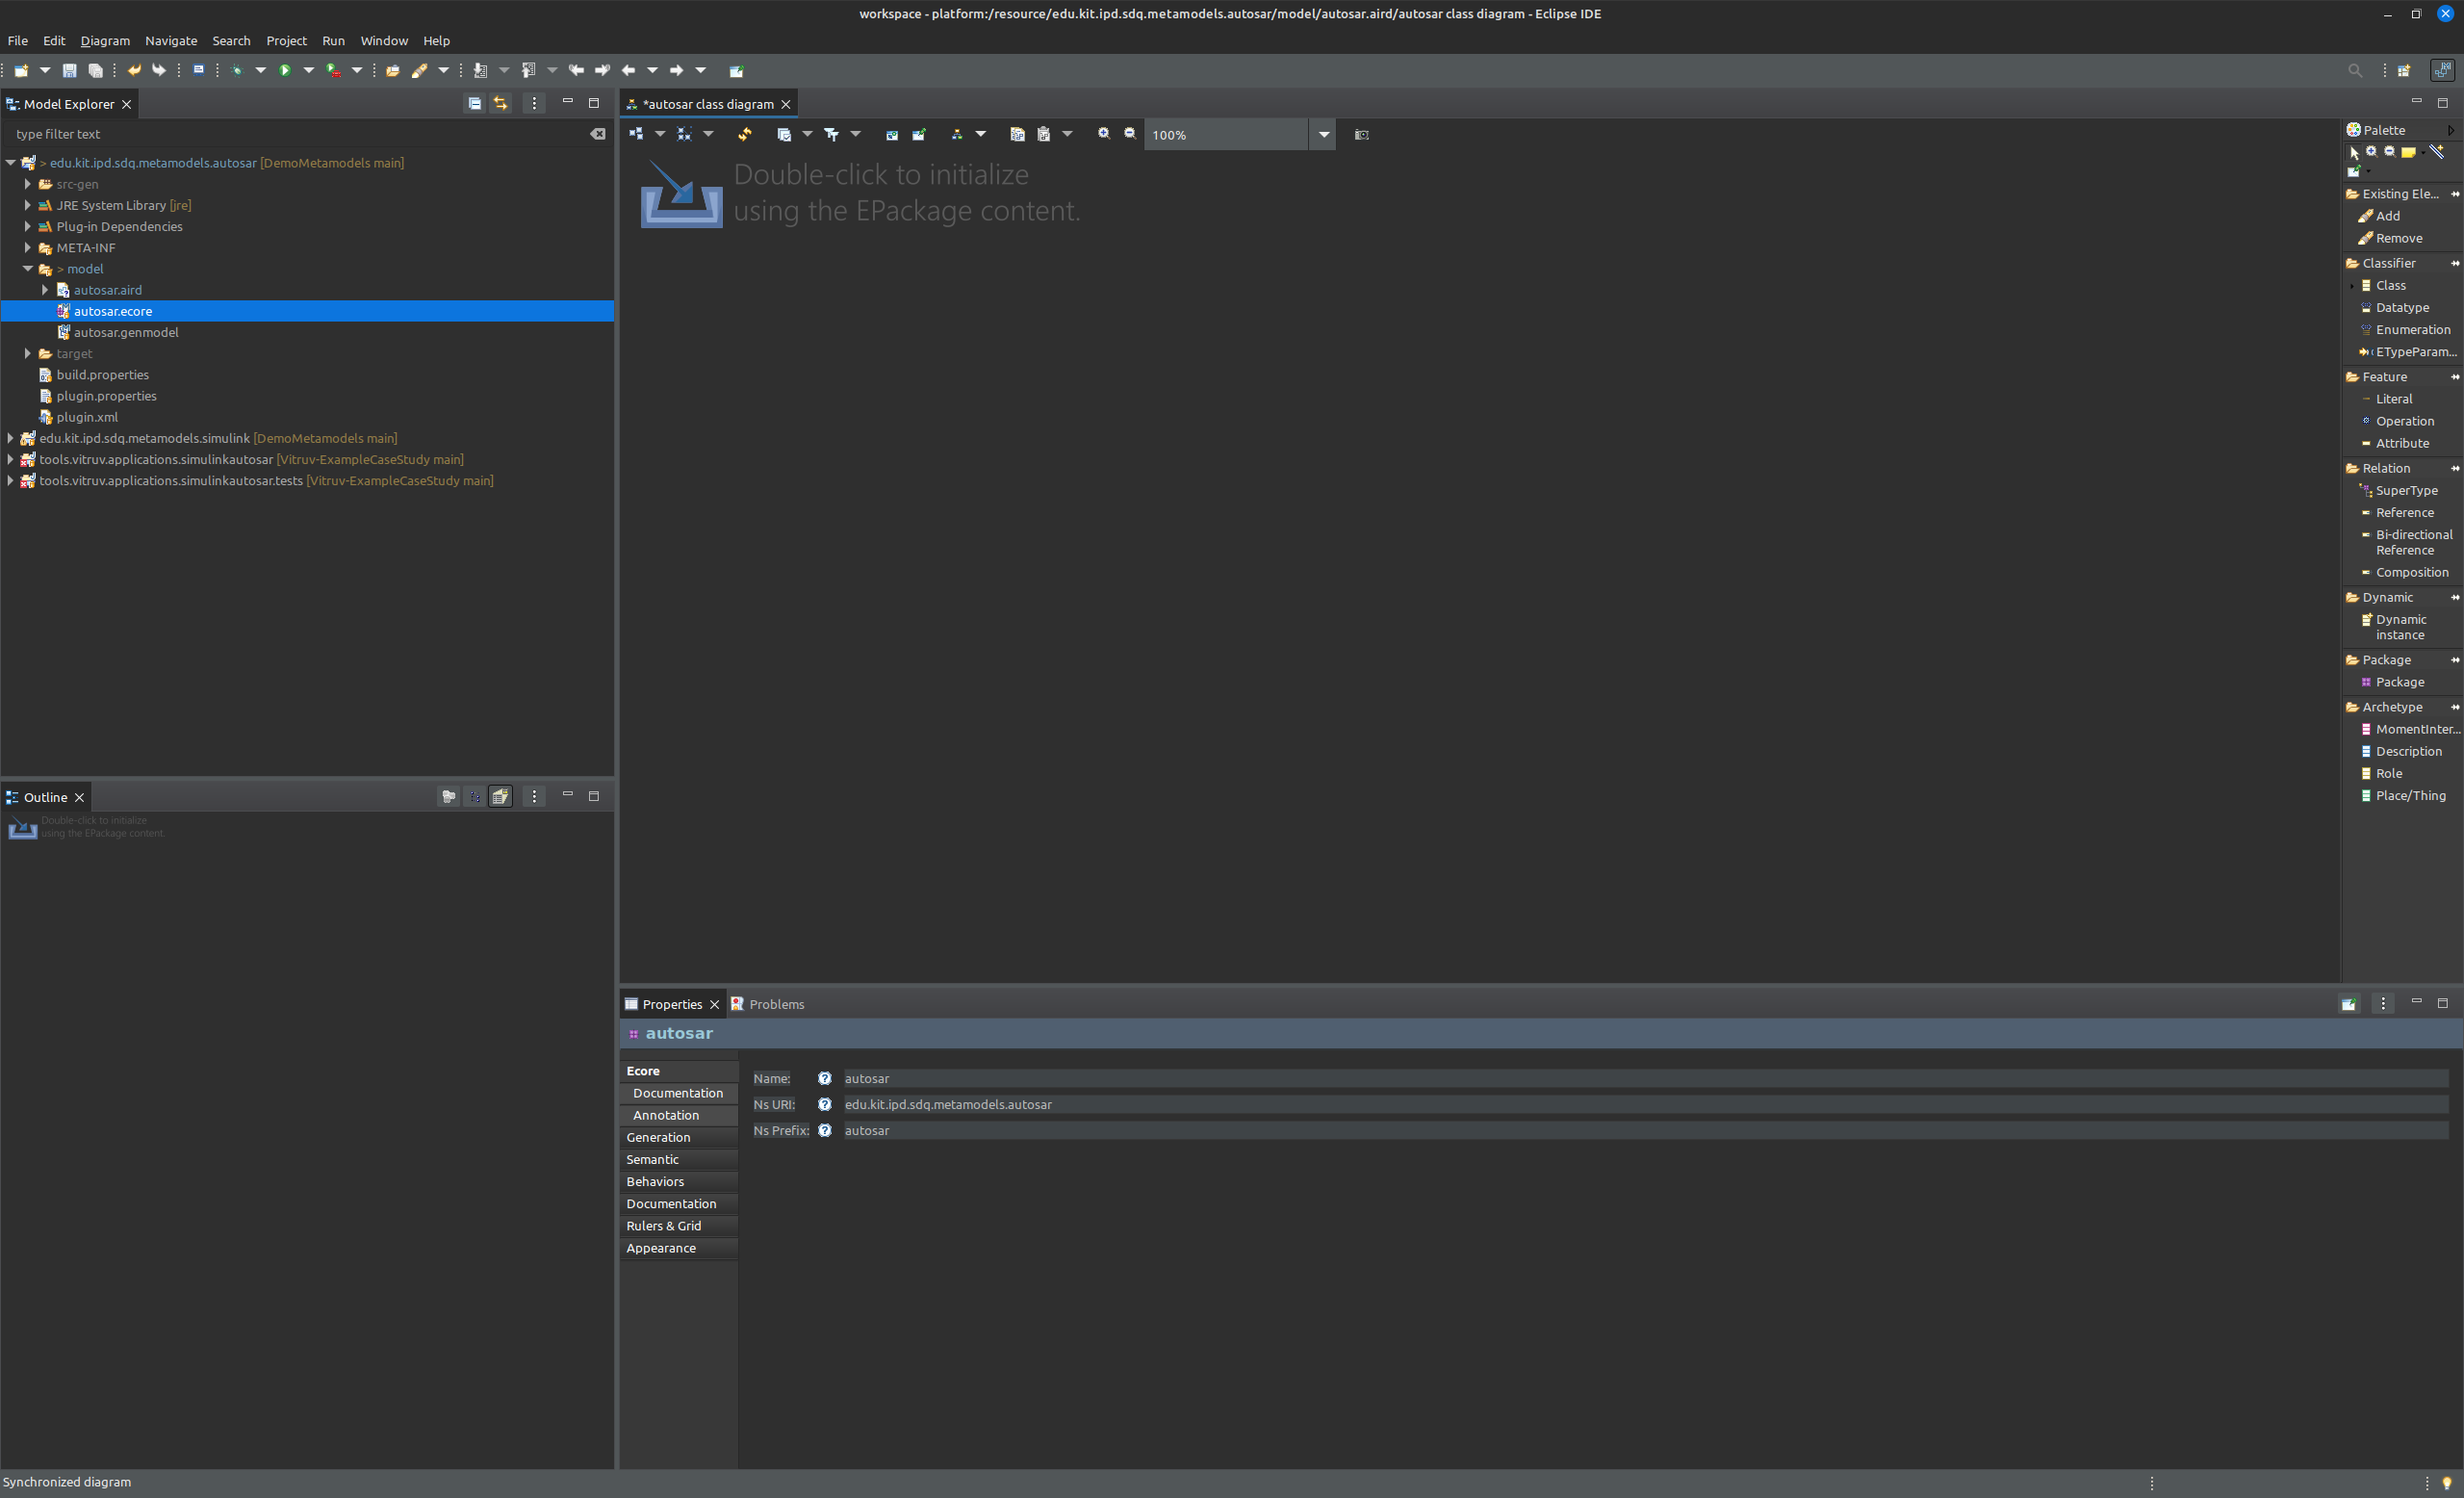 workspace - platform:/resource/edu.kit.ipd.sdq.metamodels.autosar/model/autosar.aird/autosar class diagram - Eclipse IDE
File Edit Diagram Navigate Search Project Run Window Help
Model Explorer
type filter text
> edu.kit.ipd.sdq.metamodels.autosar [DemoMetamodels main]
src-gen
JRE System Library [jre]
Plug-in Dependencies
META-INF
> model
autosar.aird
autosar.ecore
autosar.genmodel
target
build.properties
plugin.properties
plugin.xml
edu.kit.ipd.sdq.metamodels.simulink [DemoMetamodels main]
tools.vitruv.applications.simulinkautosar [Vitruv-ExampleCaseStudy main]
tools.vitruv.applications.simulinkautosar.tests [Vitruv-ExampleCaseStudy main]
Outline
Double-click to initialize
using the EPackage content.
*autosar class diagram
100%
Double-click to initialize
using the EPackage content.
Palette
Existing Ele...
Add
Remove
Classifier
Class
Datatype
Enumeration
ETypeParam...
Feature
Literal
Operation
Attribute
Relation
SuperType
Reference
Bi-directional
Reference
Composition
Dynamic
Dynamic
instance
Package
Package
Archetype
MomentInter...
Description
Role
Place/Thing
Properties
Problems
autosar
Ecore
Documentation
Annotation
Generation
Semantic
Behaviors
Documentation
Rulers & Grid
Appearance
Name: autosar
Ns URI: edu.kit.ipd.sdq.metamodels.autosar
Ns Prefix: autosar
Synchronized diagram